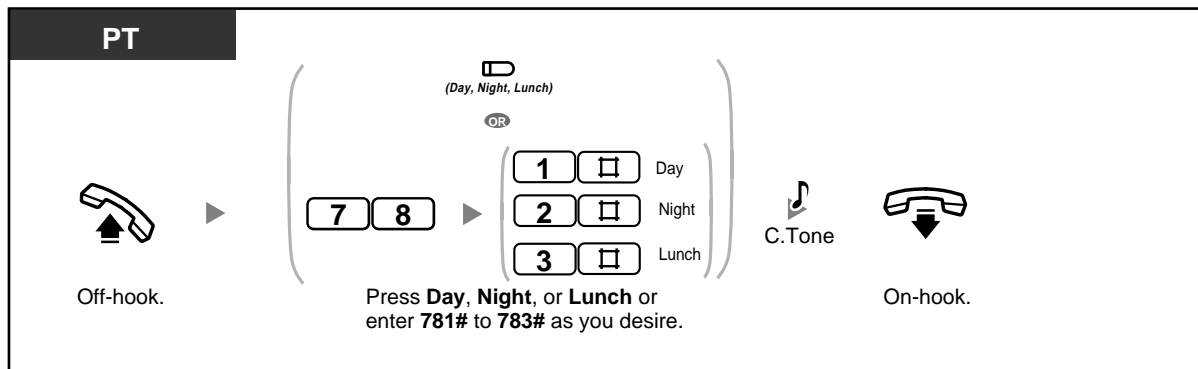 PT
(Day, Night, Lunch)
OR
1 # Day
7 8 2 # Night
3 # Lunch
C.Tone
Off-hook.
Press Day, Night, or Lunch or
enter 781# to 783# as you desire.
On-hook.